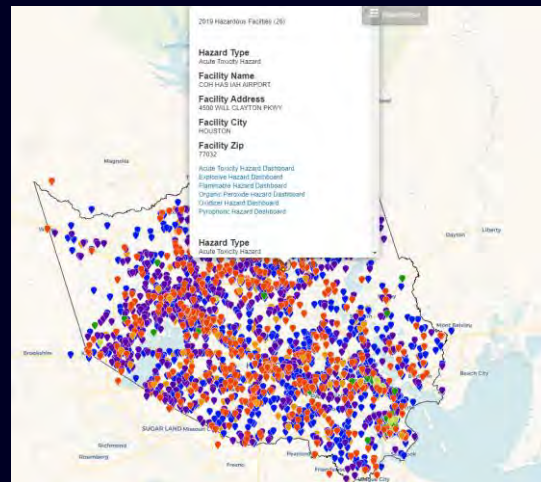 2019 Hazardous Facilities (26)
Hazard Type
Acute Toxicity Hazard
Facility Name
COH HAS IAH AIRPORT
Facility Address
4500 WILL CLAYTON PKWY
Facility City
HOUSTON
Facility Zip
77032
Acute Toxicity Hazard Dashboard
Explosive Hazard Dashboard
Flammable Hazard Dashboard
Organic Peroxide Hazard Dashboard
Oxidizer Hazard Dashboard
Pyrophoric Hazard Dashboard
Hazard Type
Acute Toxicity Hazard
Magnolia
Dayton
Liberty
Mont Belvieu
Brookshire
Beach City
SUGAR LAND Missouri
Richmond
Rosenberg
Fresno
Pearland
League City